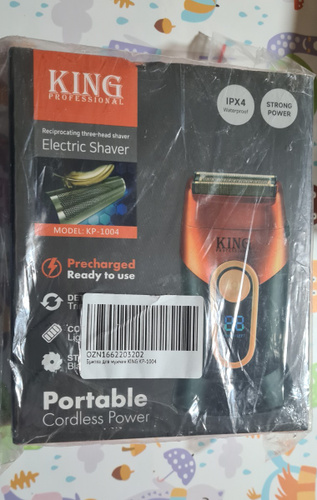 KING
PROFESSIONAL
IPX4
Waterproof
STRONG
POWER
Reciprocating three-head shaver
Electric Shaver
MODEL: KP-1004
KING
Precharged
Ready to use
OZN1662203202
Бритва для мужчин KING KP-1004
Portable
Cordless Power